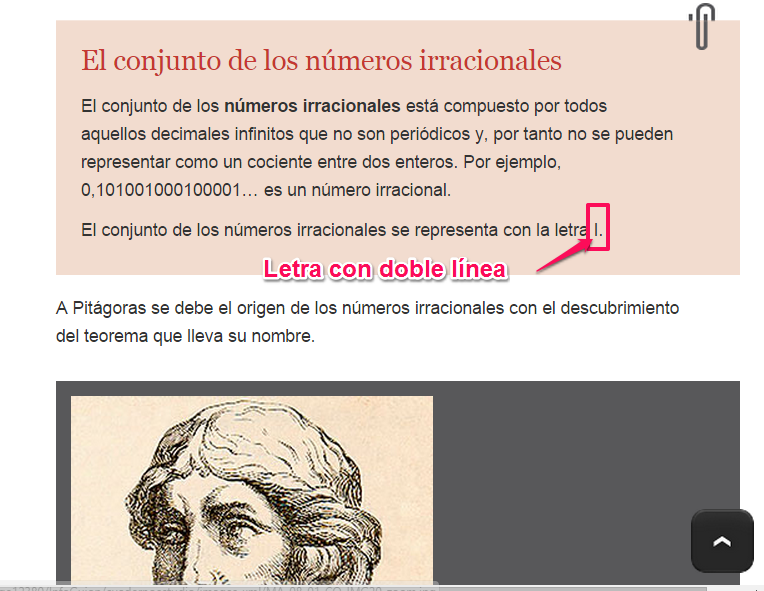 El conjunto de los números irracionales
El conjunto de los números irracionales está compuesto por todos
aquellos decimales infinitos que no son periódicos y, por tanto no se pueden
representar como un cociente entre dos enteros. Por ejemplo,
0,101001000100001… es un número irracional.
El conjunto de los números irracionales se representa con la letra I.
Letra con doble línea
A Pitágoras se debe el origen de los números irracionales con el descubrimiento
del teorema que lleva su nombre.